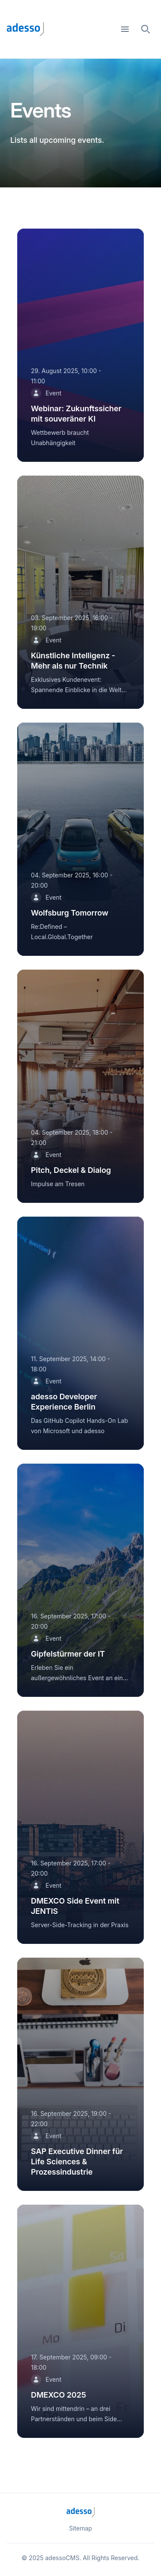 adesso
Events
Lists all upcoming events.
29. August 2025, 10:00 -
11:00
Event
Webinar: Zukunftssicher
mit souveräner KI
Wettbewerb braucht
Unabhängigkeit
03. September 2025, 16:00 -
19:00
Event
Künstliche Intelligenz -
Mehr als nur Technik
Exklusives Kundenevent:
Spannende Einblicke in die Welt...
04. September 2025, 16:00 -
20:00
Event
Wolfsburg Tomorrow
Re:Defined –
Local.Global.Together
04. September 2025, 18:00 -
21:00
Event
Pitch, Deckel & Dialog
Impulse am Tresen
11. September 2025, 14:00 -
18:00
Event
adesso Developer
Experience Berlin
Das GitHub Copilot Hands-On Lab
von Microsoft und adesso
16. September 2025, 17:00 -
20:00
Event
Gipfelstürmer der IT
Erleben Sie ein
außergewöhnliches Event an ein...
16. September 2025, 17:00 -
20:00
Event
DMEXCO Side Event mit
JENTIS
Server-Side-Tracking in der Praxis
16. September 2025, 19:00 -
22:00
Event
SAP Executive Dinner für
Life Sciences &
Prozessindustrie
Mo
Di
17. September 2025, 09:00 -
18:00
Event
DMEXCO 2025
Wir sind mittendrin – an drei
Partnerständen und beim Side...
adesso
Sitemap
© 2025 adessoCMS. All Rights Reserved.